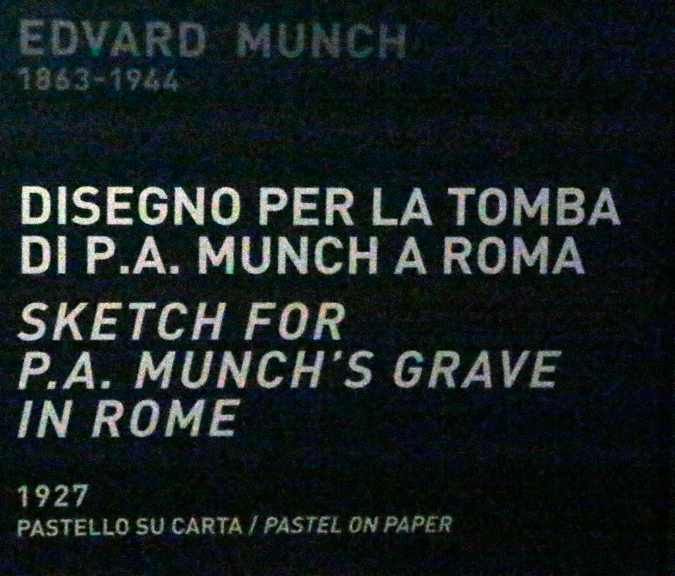 EDVARD MUNCH
1863-1944
DISEGNO PER LA TOMBA
DI P.A. MUNCH A ROMA
SKETCH FOR
P.A. MUNCH'S GRAVE
IN ROME
1927
PASTELLO SU CARTA / PASTEL ON PAPER